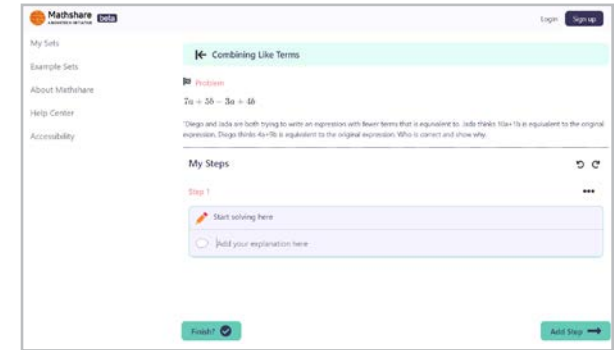 Mathshare beta
Login Sign up
My Sets
Example Sets
About Mathshare
Help Center
Accessibility
Combining Like Terms
Problem
7a + 5b − 3a + 4b
"Diego and Jada are both trying to write an expression with fewer terms that is equivalent to. Jada thinks 10a+1b is equivalent to the original
expression. Diego thinks 4a+9b is equivalent to the original expression. Who is correct and show why.
My Steps
Step 1
Start solving here
Add your explanation here
Finish?
Add Step